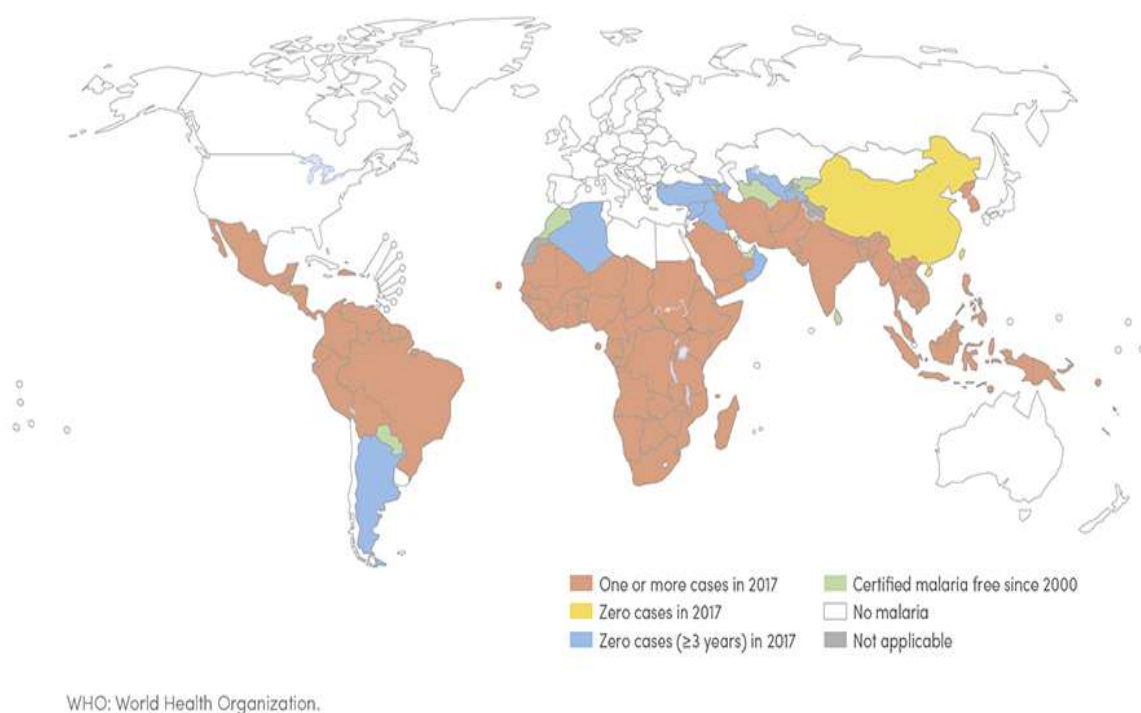 One or more cases in 2017
Zero cases in 2017
Zero cases (≥3 years) in 2017
Certified malaria free since 2000
No malaria
Not applicable
WHO: World Health Organization.